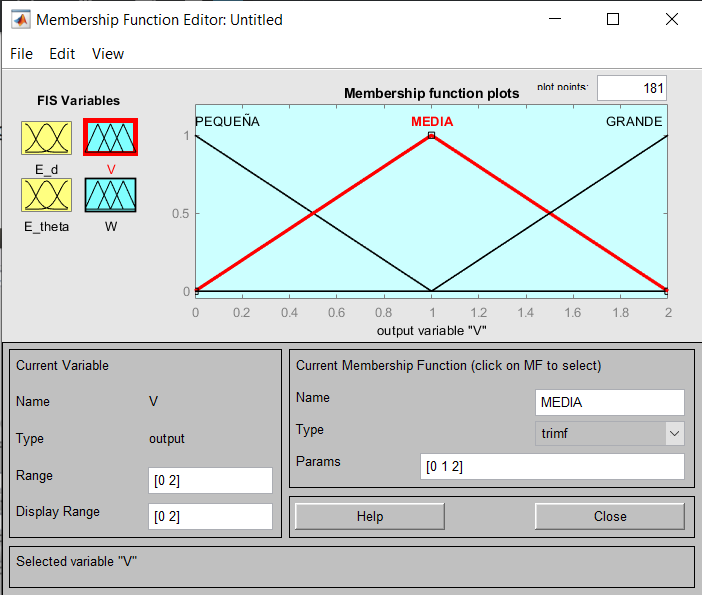 Membership Function Editor: Untitled
File Edit View
FIS Variables
E_d
V
E_theta
W
Membership function plots
plot points:
181
PEQUEÑA
MEDIA
GRANDE
1
0.5
0
0 0.2 0.4 0.6 0.8 1 1.2 1.4 1.6 1.8 2
output variable "V"
Current Variable
Name V
Type output
Range [0 2]
Display Range [0 2]
Current Membership Function (click on MF to select)
Name MEDIA
Type trimf
Params [0 1 2]
Help Close
Selected variable "V"